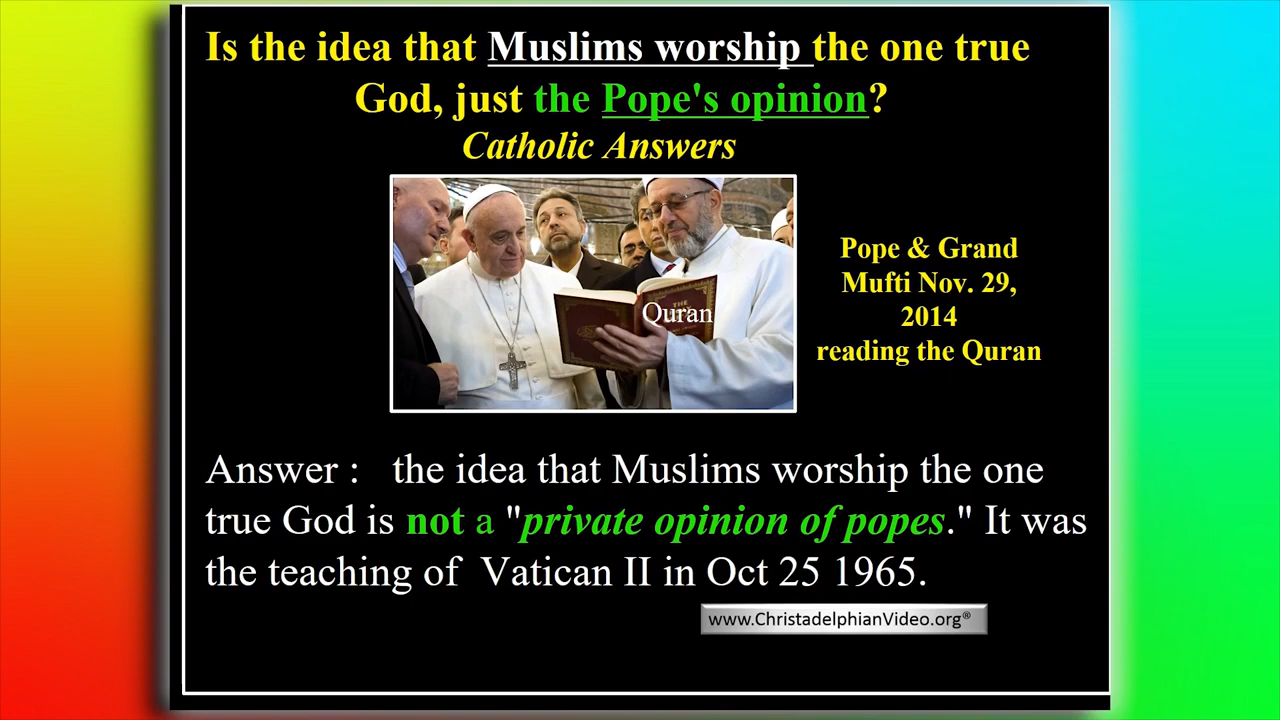 Is the idea that Muslims worship the one true
God, just the Pope's opinion?
Catholic Answers
THE
Quran
Pope & Grand
Mufti Nov. 29,
2014
reading the Quran
Answer : the idea that Muslims worship the one
true God is not a "private opinion of popes." It was
the teaching of Vatican II in Oct 25 1965.
www.ChristadelphianVideo.org®